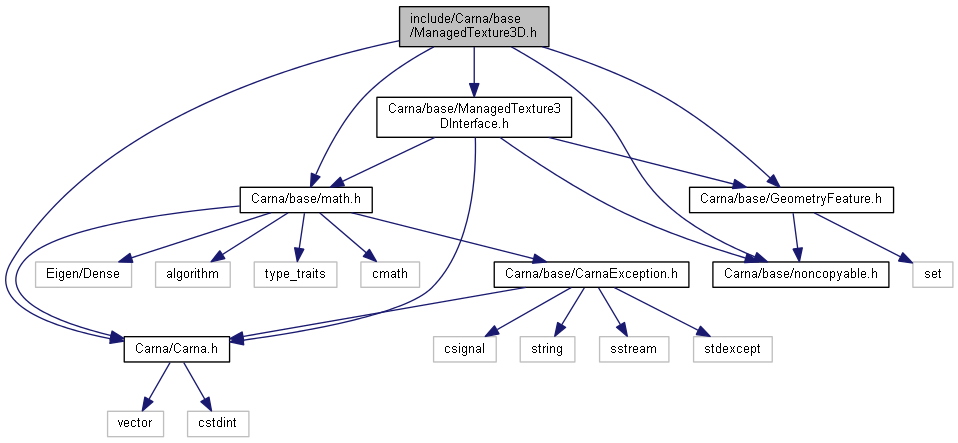 include/Carna/base
/ManagedTexture3D.h
Carna/base/ManagedTexture3
DInterface.h
Carna/base/math.h
Carna/base/GeometryFeature.h
Eigen/Dense
algorithm
type_traits
cmath
Carna/base/CarnaException.h
Carna/base/noncopyable.h
set
Carna/Carna.h
csignal
string
sstream
stdexcept
vector
cstdint